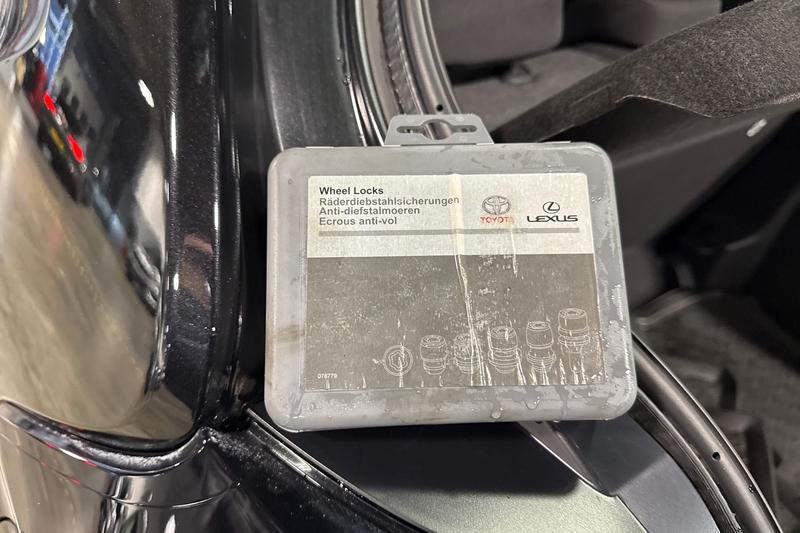 Wheel Locks
Räderdiebstahlsicherungen
Anti-diefstalmoeren
Ecrous anti-vol
TOYOTA
LEXUS
078779